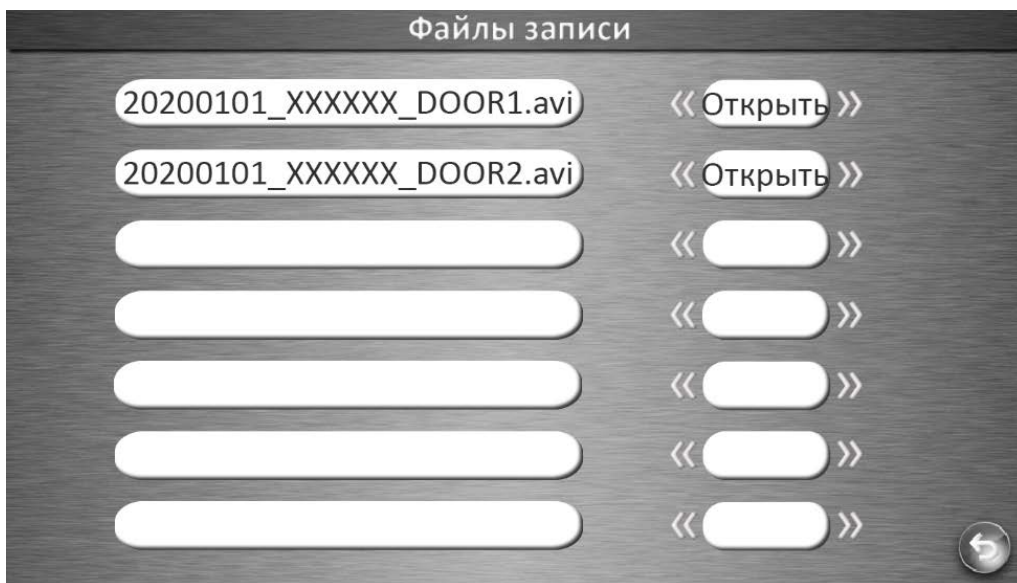 Файлы записи
20200101_XXXXXX_DOOR1.avi « Открыть »
20200101_XXXXXX_DOOR2.avi « Открыть »